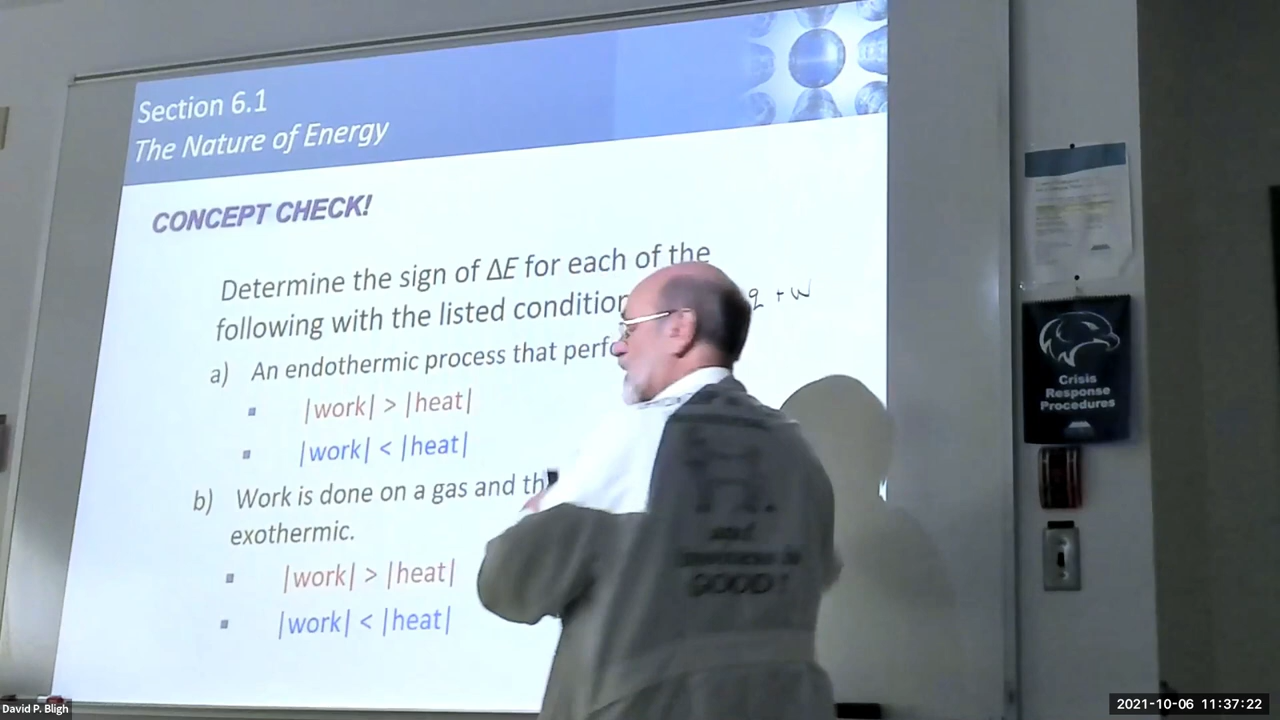 Section 6.1
The Nature of Energy
CONCEPT CHECK!
Determine the sign of ΔE for each of the
following with the listed condition
q + w
a) An endothermic process that perfo
▪ |work| > |heat|
▪ |work| < |heat|
b) Work is done on a gas and th
exothermic.
▪ |work| > |heat|
▪ |work| < |heat|
Crisis
Response
Procedures
GOOD!
David P. Bligh
2021-10-06 11:37:22